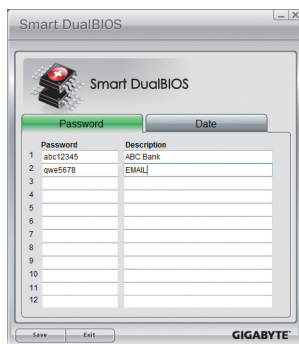 Smart DualBIOS
Smart DualBIOS
Password Date
Password Description
1 abc12345 ABC Bank
2 qwe5678 EMAIL
3
4
5
6
7
8
9
10
11
12
Save Exit GIGABYTE